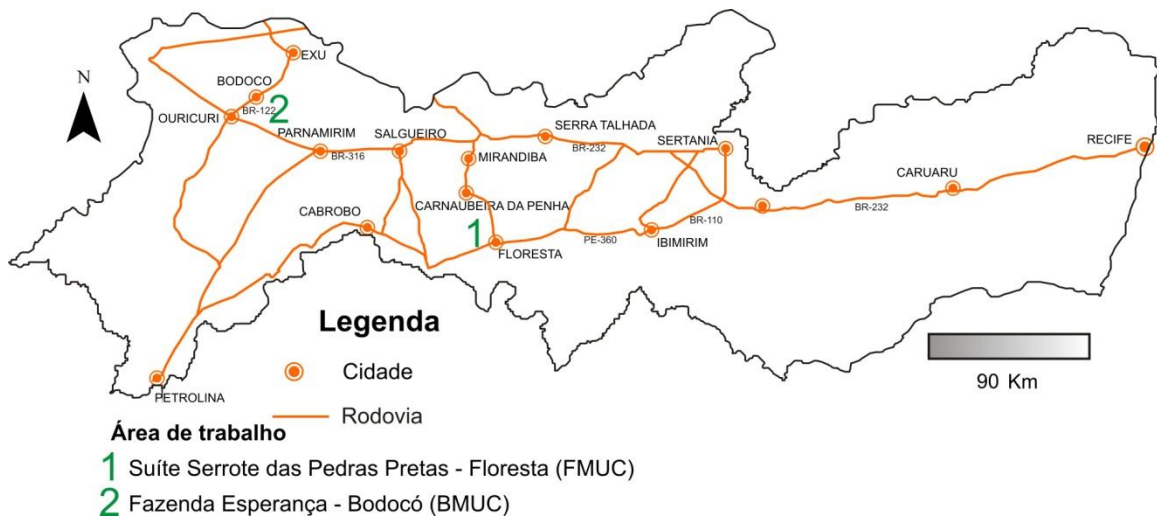 N
EXU
BODOCO
BR-122
2
OURICURI
PARNAMIRIM
SALGUEIRO
SERRA TALHADA
BR-316
BR-232
SERTANIA
RECIFE
MIRANDIBA
CARUARU
CARNAUBEIRA DA PENHA
BR-232
CABROBO
1
BR-110
PE-360
IBIMIRIM
FLORESTA
Legenda
Cidade
90 Km
PETROLINA
Rodovia
Área de trabalho
1 Suíte Serrote das Pedras Pretas - Floresta (FMUC)
2 Fazenda Esperança - Bodocó (BMUC)